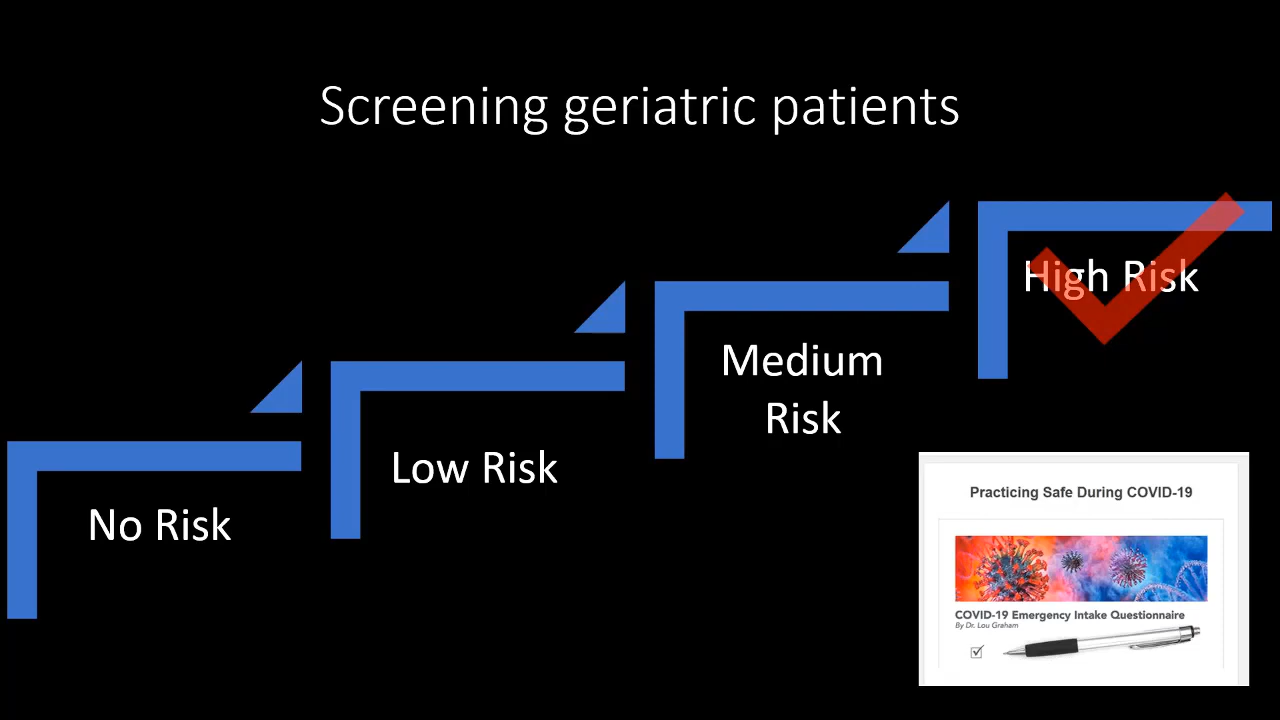 Screening geriatric patients
No Risk
Low Risk
Medium
Risk
High Risk
Practicing Safe During COVID-19
COVID-19 Emergency Intake Questionnaire
By Dr. Lou Graham